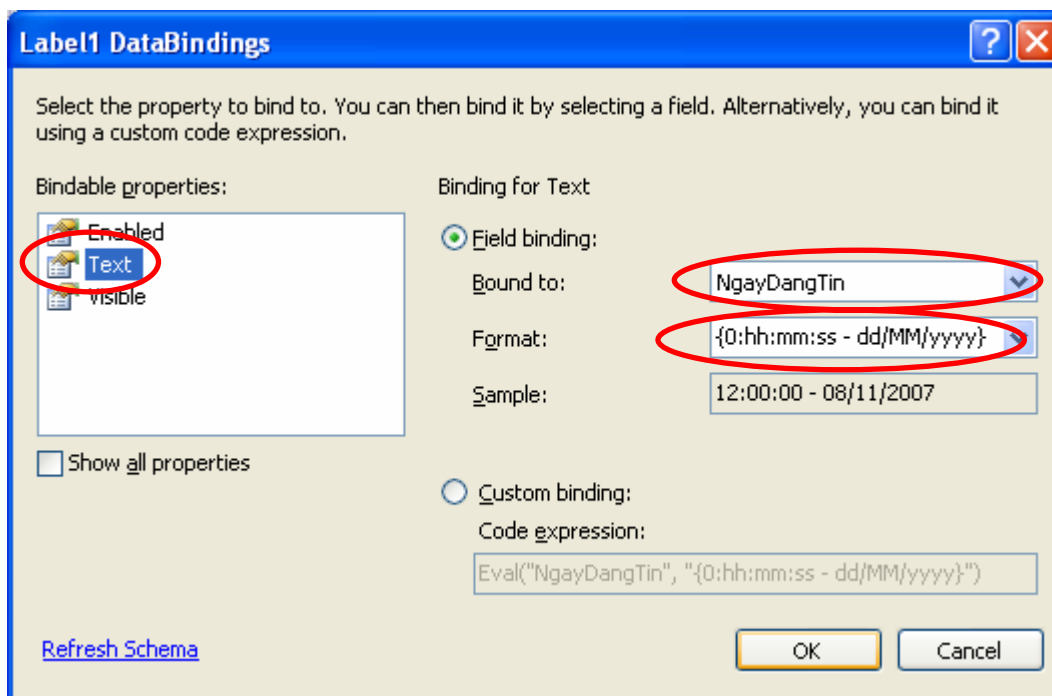 Label1 DataBindings
Select the property to bind to. You can then bind it by selecting a field. Alternatively, you can bind it
using a custom code expression.
Bindable properties:
Enabled
Text
Visible
Show all properties
Binding for Text
Field binding:
Bound to:
NgayDangTin
Format:
{0:hh:mm:ss - dd/MM/yyyy}
Sample:
12:00:00 - 08/11/2007
Custom binding:
Code expression:
Eval("NgayDangTin", "{0:hh:mm:ss - dd/MM/yyyy}")
Refresh Schema
OK
Cancel